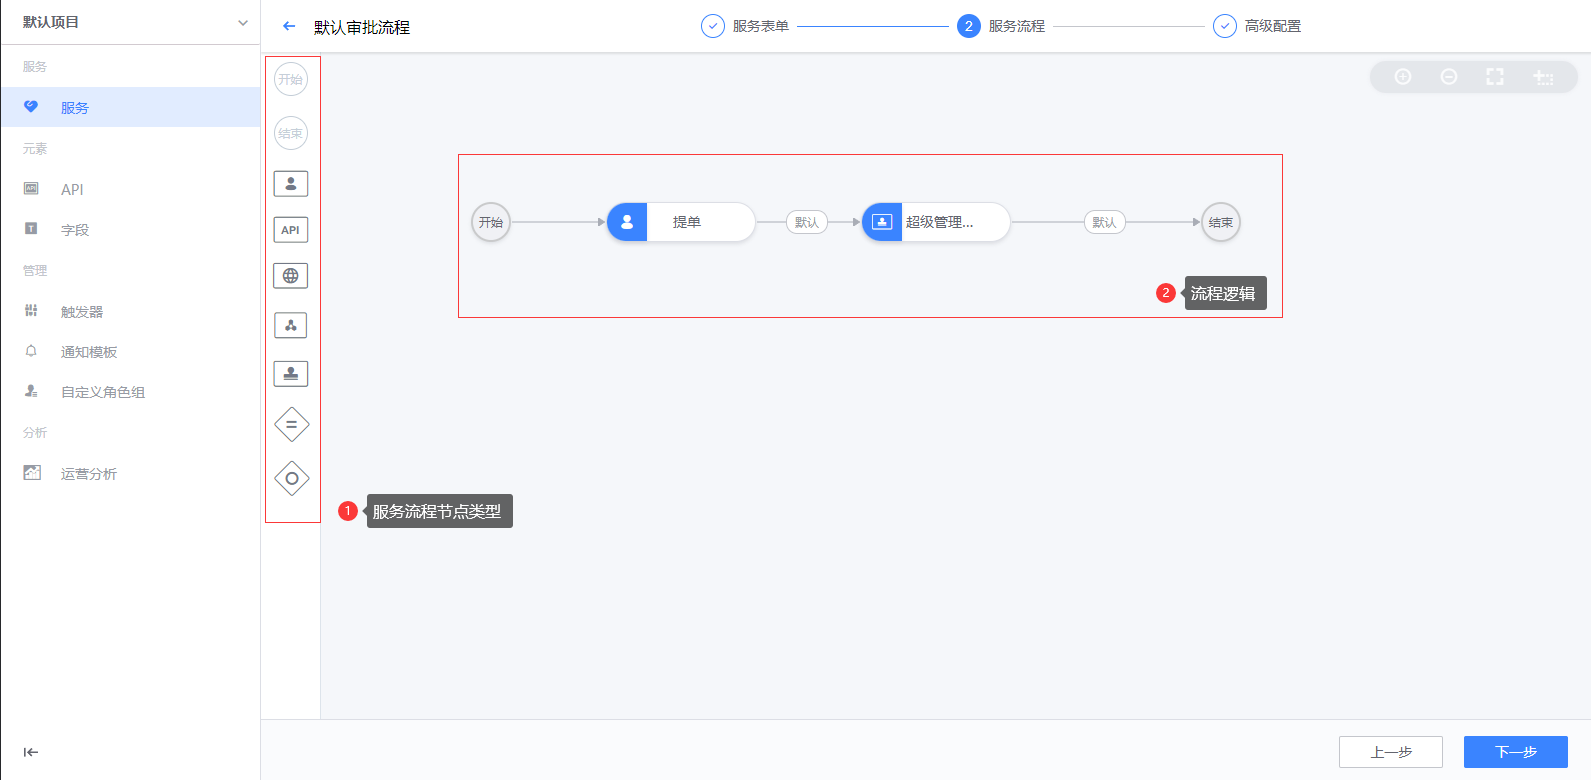 默认项目
服务
服务
元素
API
API
字段
管理
触发器
通知模板
自定义角色组
分析
运营分析
默认审批流程
服务表单
2
服务流程
高级配置
开始
结束
API
1
服务流程节点类型
开始
提单
默认
超级管理...
默认
结束
2
流程逻辑
上一步
下一步